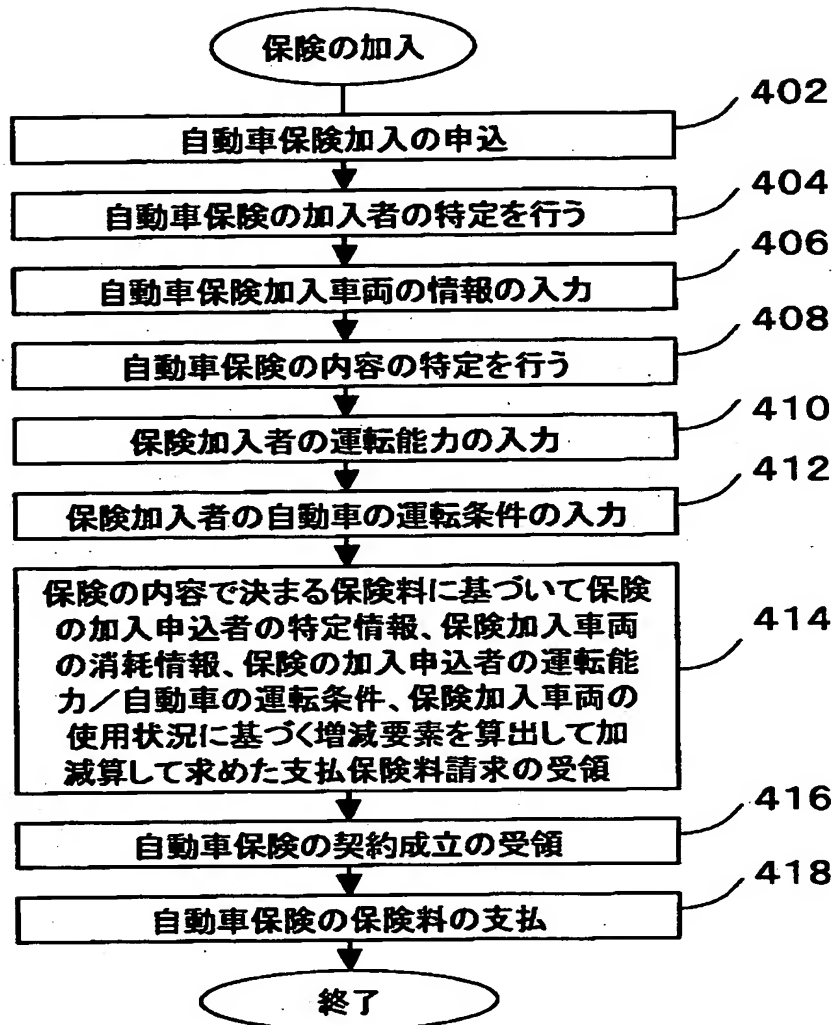 保険の加入
402
自動車保険加入の申込
404
自動車保険の加入者の特定を行う
406
自動車保険加入車両の情報の入力
408
自動車保険の内容の特定を行う
410
保険加入者の運転能力の入力
412
保険加入者の自動車の運転条件の入力
414
保険の内容で決まる保険料に基づいて保険
の加入申込者の特定情報、保険加入車両
の消耗情報、保険の加入申込者の運転能
力／自動車の運転条件、保険加入車両の
使用状況に基づく増減要素を算出して加
減算して求めた支払保険料請求の受領
416
自動車保険の契約成立の受領
418
自動車保険の保険料の支払
終了